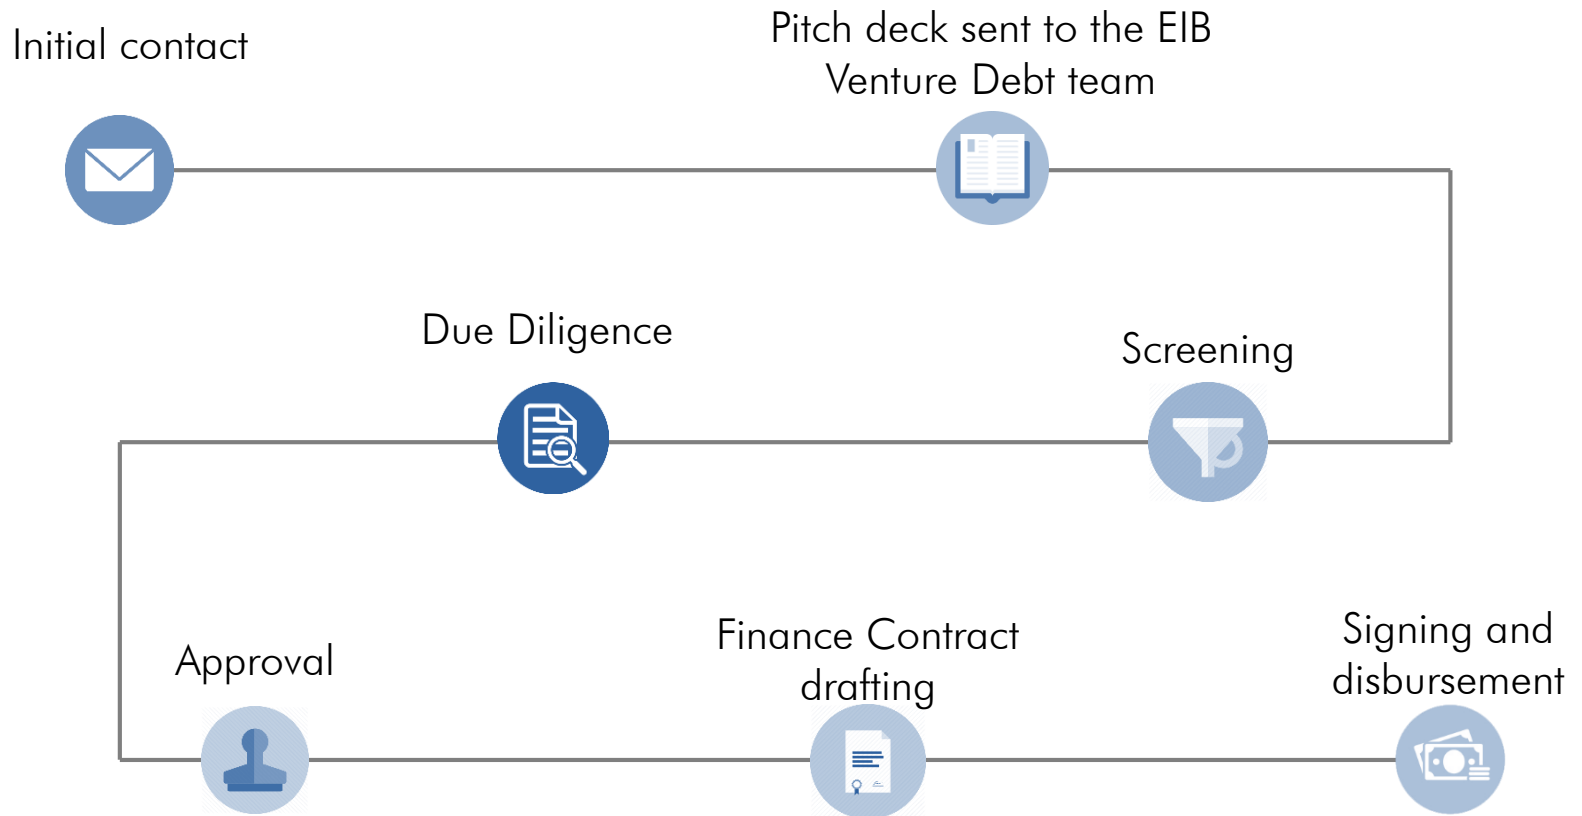 Initial contact
Pitch deck sent to the EIB
Venture Debt team
Screening
Due Diligence
Approval
Finance Contract
drafting
Signing and
disbursement